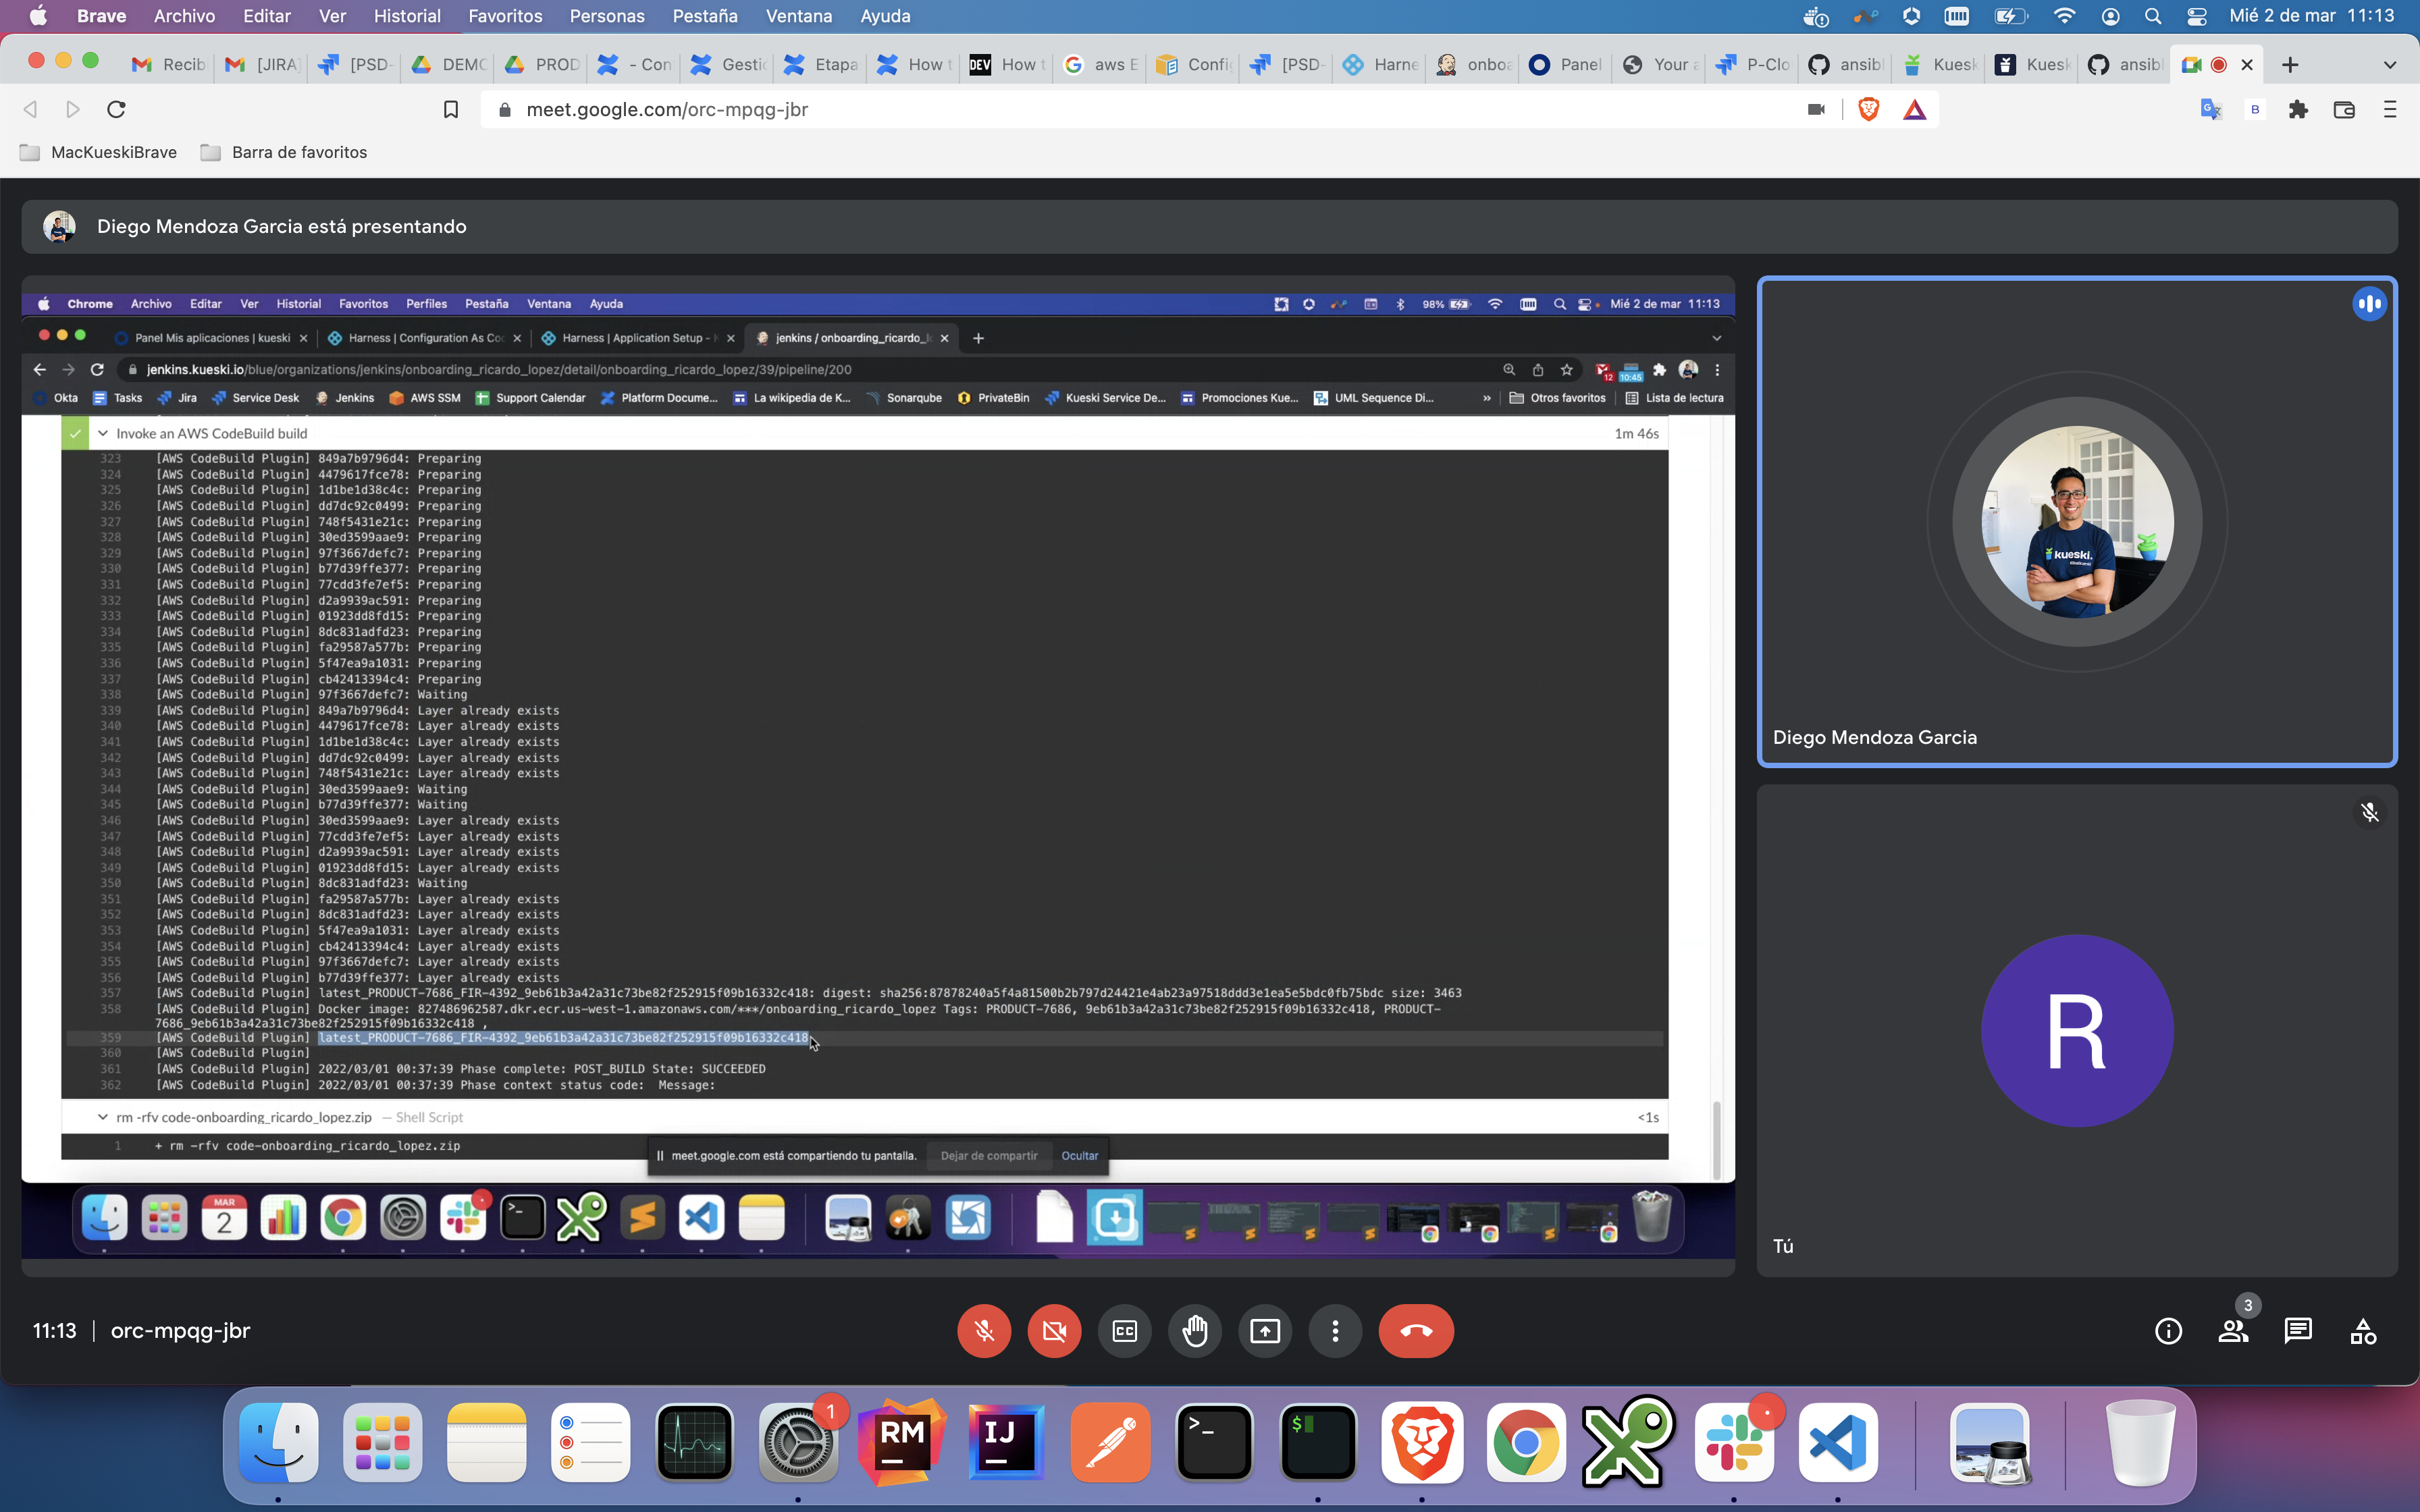 Brave Archivo Editar Ver Historial Favoritos Personas Pestaña Ventana Ayuda Mié 2 de mar 11:13
Recib [JIRA] [PSD- DEMO PROD - Con Gestic Etapa How t DEV How t aws E Config [PSD- Harne onboa Panel Your a P-Clo ansibl Kuesk Kuesk ansibl
meet.google.com/orc-mpqg-jbr
MacKueskiBrave Barra de favoritos
Diego Mendoza Garcia está presentando
Chrome Archivo Editar Ver Historial Favoritos Perfiles Pestaña Ventana Ayuda 98% Mié 2 de mar 11:13
Panel Mis aplicaciones | kueski Harness | Configuration As Co Harness | Application Setup - jenkins / onboarding_ricardo_l
jenkins.kueski.io/blue/organizations/jenkins/onboarding_ricardo_lopez/detail/onboarding_ricardo_lopez/39/pipeline/200 12 10:45
Okta Tasks Jira Service Desk Jenkins AWS SSM Support Calendar Platform Docume... La wikipedia de K... Sonarqube PrivateBin Kueski Service De... Promociones Kue... UML Sequence Di... » Otros favoritos Lista de lectura
Invoke an AWS CodeBuild build 1m 46s
323 [AWS CodeBuild Plugin] 849a7b9796d4: Preparing
324 [AWS CodeBuild Plugin] 4479617fce78: Preparing
325 [AWS CodeBuild Plugin] 1d1be1d38c4c: Preparing
326 [AWS CodeBuild Plugin] dd7dc92c0499: Preparing
327 [AWS CodeBuild Plugin] 748f5431e21c: Preparing
328 [AWS CodeBuild Plugin] 30ed3599aae9: Preparing
329 [AWS CodeBuild Plugin] 97f3667defc7: Preparing
330 [AWS CodeBuild Plugin] b77d39ffe377: Preparing
331 [AWS CodeBuild Plugin] 77cdd3fe7ef5: Preparing
332 [AWS CodeBuild Plugin] d2a9939ac591: Preparing
333 [AWS CodeBuild Plugin] 01923dd8fd15: Preparing
334 [AWS CodeBuild Plugin] 8dc831adfd23: Preparing
335 [AWS CodeBuild Plugin] fa29587a577b: Preparing
336 [AWS CodeBuild Plugin] 5f47ea9a1031: Preparing
337 [AWS CodeBuild Plugin] cb42413394c4: Preparing
338 [AWS CodeBuild Plugin] 97f3667defc7: Waiting
339 [AWS CodeBuild Plugin] 849a7b9796d4: Layer already exists
340 [AWS CodeBuild Plugin] 4479617fce78: Layer already exists
341 [AWS CodeBuild Plugin] 1d1be1d38c4c: Layer already exists
342 [AWS CodeBuild Plugin] dd7dc92c0499: Layer already exists
343 [AWS CodeBuild Plugin] 748f5431e21c: Layer already exists
344 [AWS CodeBuild Plugin] 30ed3599aae9: Waiting
345 [AWS CodeBuild Plugin] b77d39ffe377: Waiting
346 [AWS CodeBuild Plugin] 30ed3599aae9: Layer already exists
347 [AWS CodeBuild Plugin] 77cdd3fe7ef5: Layer already exists
348 [AWS CodeBuild Plugin] d2a9939ac591: Layer already exists
349 [AWS CodeBuild Plugin] 01923dd8fd15: Layer already exists
350 [AWS CodeBuild Plugin] 8dc831adfd23: Waiting
351 [AWS CodeBuild Plugin] fa29587a577b: Layer already exists
352 [AWS CodeBuild Plugin] 8dc831adfd23: Layer already exists
353 [AWS CodeBuild Plugin] 5f47ea9a1031: Layer already exists
354 [AWS CodeBuild Plugin] cb42413394c4: Layer already exists
355 [AWS CodeBuild Plugin] 97f3667defc7: Layer already exists
356 [AWS CodeBuild Plugin] b77d39ffe377: Layer already exists
357 [AWS CodeBuild Plugin] latest_PRODUCT-7686_FIR-4392_9eb61b3a42a31c73be82f252915f09b16332c418: digest: sha256:87878240a5f4a81500b2b797d24421e4ab23a97518ddd3e1ea5e5bdc0fb75bdc size: 3463
358 [AWS CodeBuild Plugin] Docker image: 827486962587.dkr.ecr.us-west-1.amazonaws.com/***/onboarding_ricardo_lopez Tags: PRODUCT-7686, 9eb61b3a42a31c73be82f252915f09b16332c418, PRODUCT-
7686_9eb61b3a42a31c73be82f252915f09b16332c418 ,
359 [AWS CodeBuild Plugin] latest_PRODUCT-7686_FIR-4392_9eb61b3a42a31c73be82f252915f09b16332c418
360 [AWS CodeBuild Plugin]
361 [AWS CodeBuild Plugin] 2022/03/01 00:37:39 Phase complete: POST_BUILD State: SUCCEEDED
362 [AWS CodeBuild Plugin] 2022/03/01 00:37:39 Phase context status code:  Message:
rm -rfv code-onboarding_ricardo_lopez.zip — Shell Script <1s
1 + rm -rfv code-onboarding_ricardo_lopez.zip
meet.google.com está compartiendo tu pantalla. Dejar de compartir Ocultar
MAR
2
kueski.
Diego Mendoza Garcia
R
Tú
11:13 | orc-mpqg-jbr
CC
3
1
RM
IJ